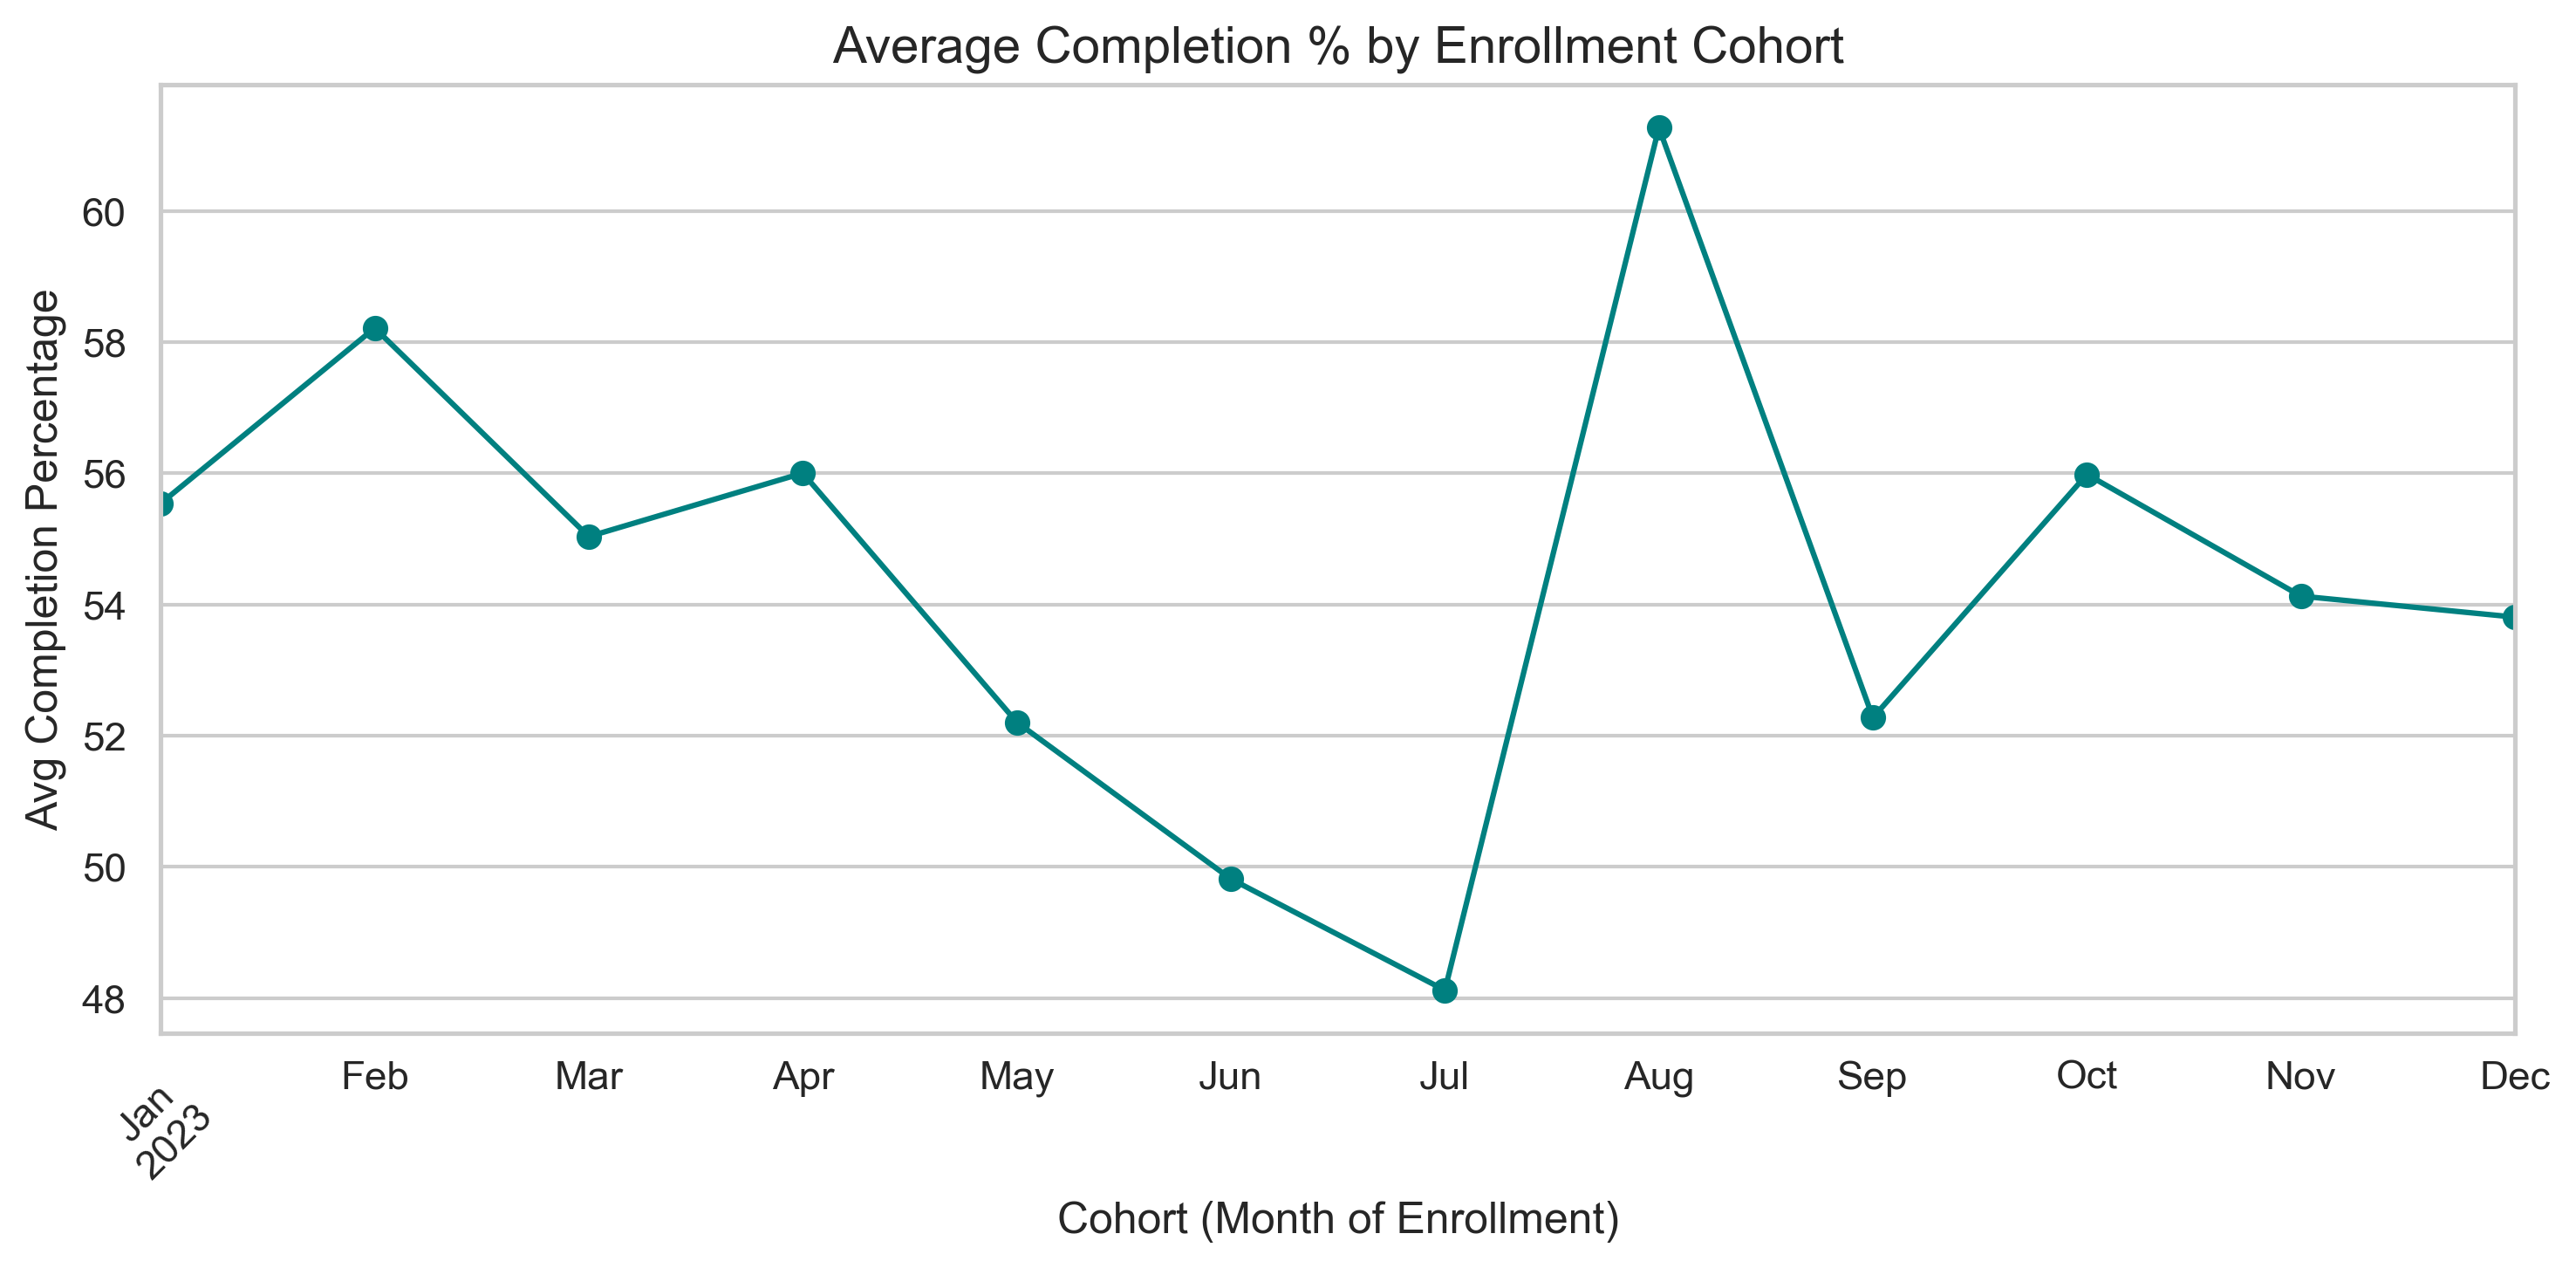 Average Completion % by Enrollment Cohort
Avg Completion Percentage
60
58
56
54
52
50
48
Jan
2023
Feb
Mar
Apr
May
Jun
Jul
Aug
Sep
Oct
Nov
Dec
Cohort (Month of Enrollment)